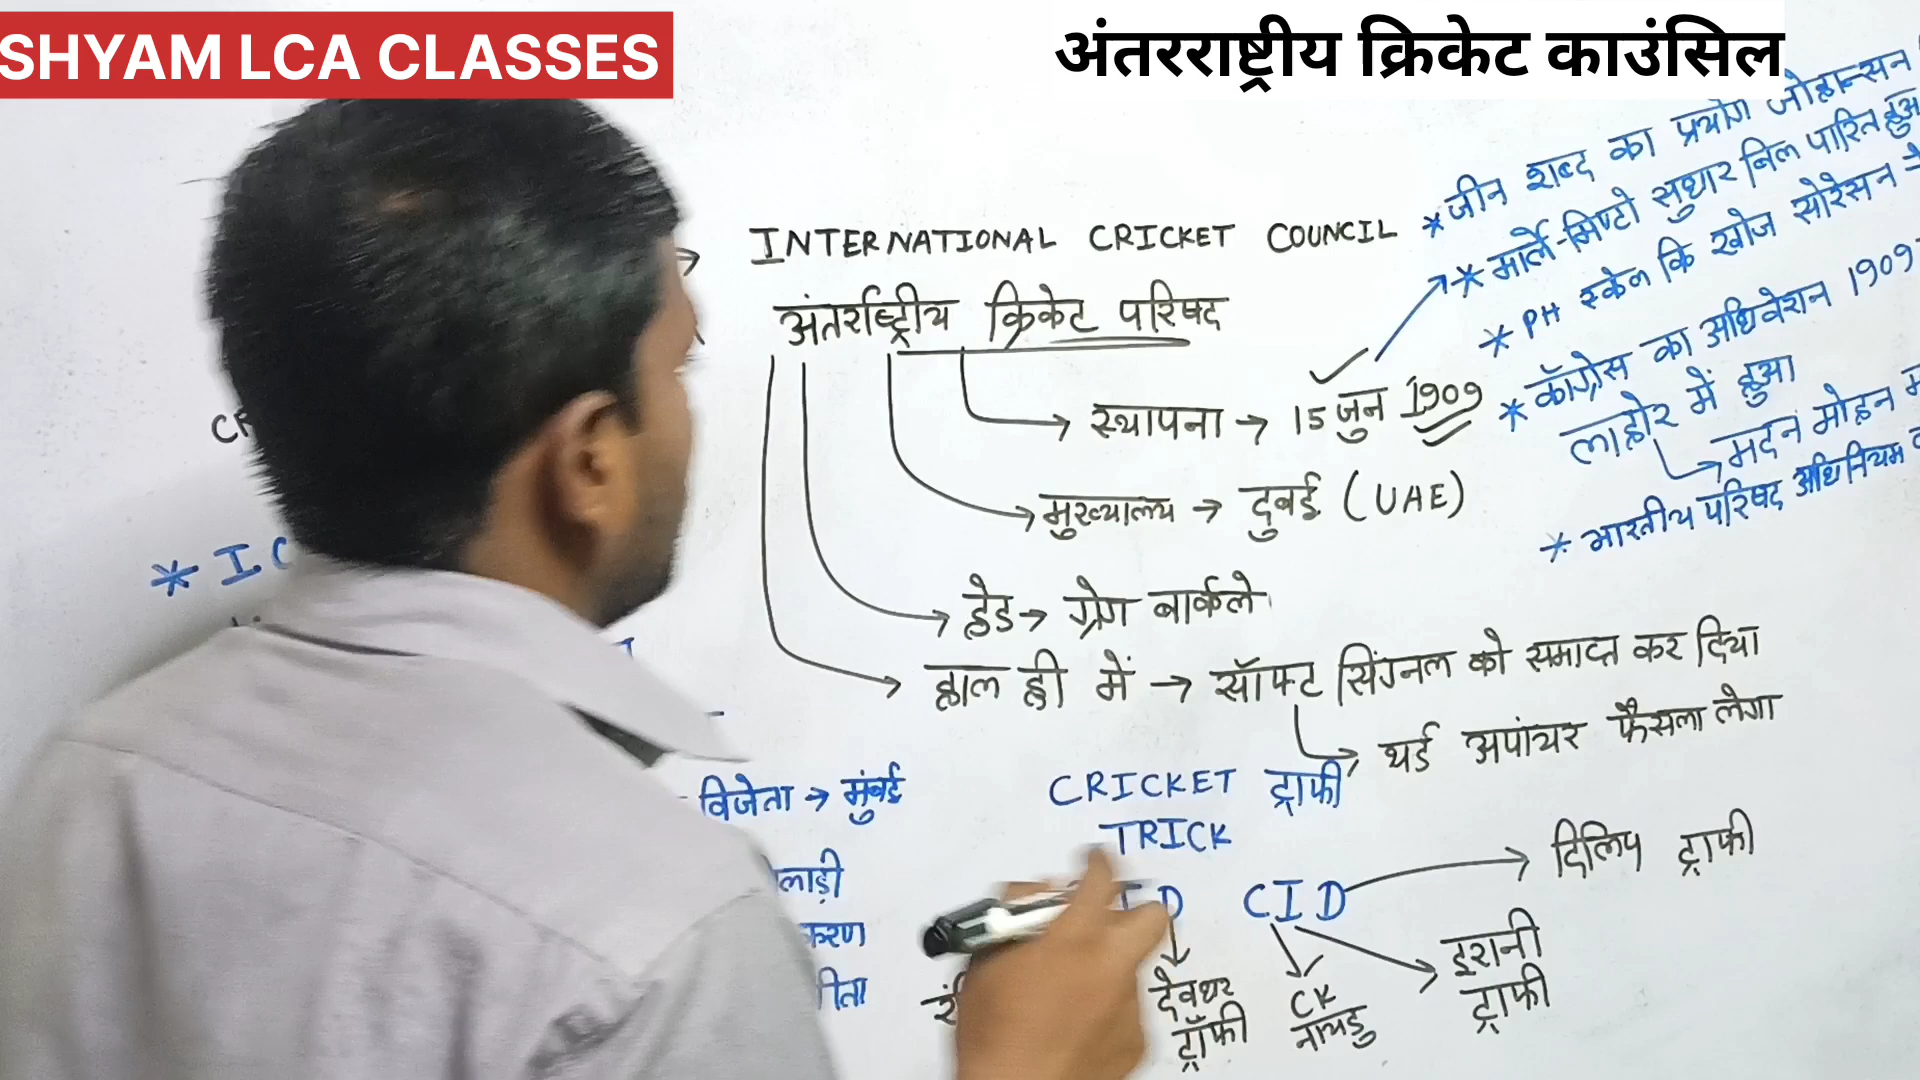 SHYAM LCA CLASSES
अंतरराष्ट्रीय क्रिकेट काउंसिल
→ INTERNATIONAL CRICKET COUNCIL
अंतर्राष्ट्रीय क्रिकेट परिषद
→ स्थापना → 15 जुन 1909
→ मुख्यालय → दुबई (UAE)
→ हेड → ग्रेग बार्कले
→ हाल ही में → सॉफ्ट सिंग्नल को समाप्त कर दिया
→ थर्ड अपांयर फैसला लेगा
* जीन शब्द का प्रयोग जोहान्सन
* मार्ले-मिण्टो सुधार बिल पारित हुआ
* PH स्केल कि खोज सोरेसन
* कॉग्रेस का अधिवेशन 1909
लाहोर में हुआ
→ मदन मोहन
* भारतीय परिषद अधिनियम
* IC
विजेता → मुंबई
CRICKET ट्राफी
TRICK
D CID
→ दिलिप ट्राफी
देवधर
ट्रॉफी
CK
नायडु
इरानी
ट्राफी